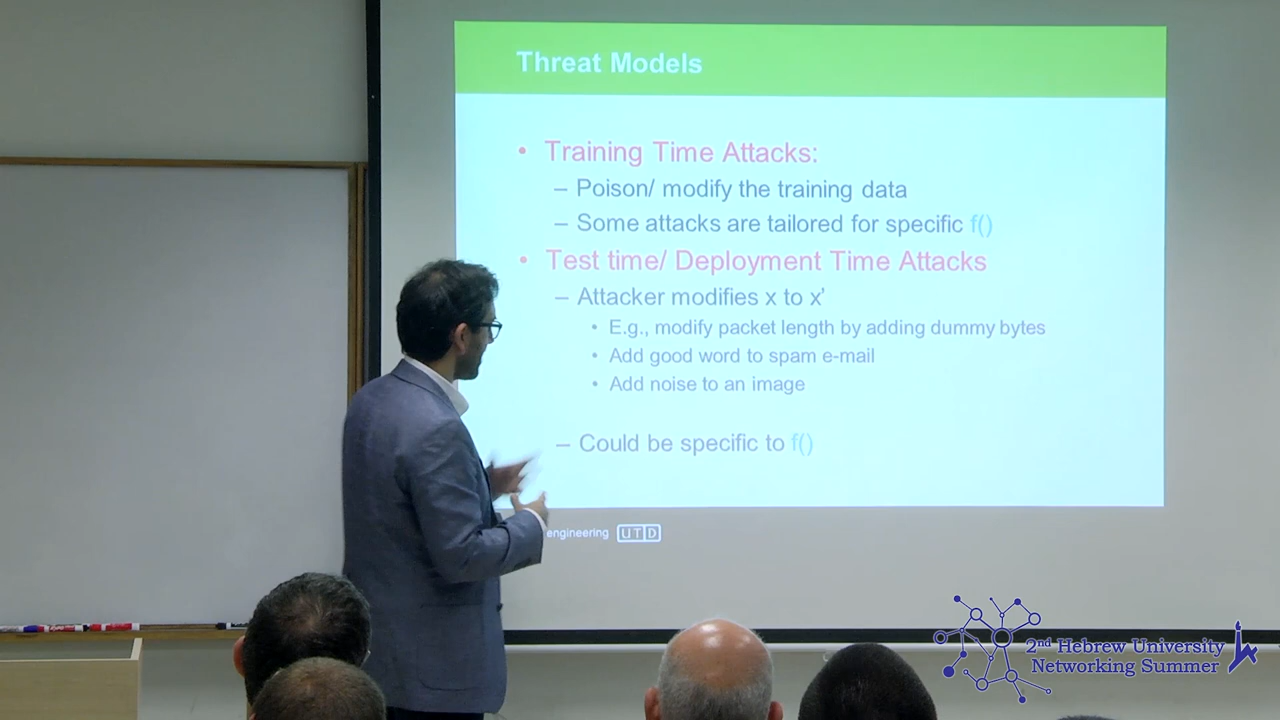 Threat Models
• Training Time Attacks:
– Poison/ modify the training data
– Some attacks are tailored for specific f()
• Test time/ Deployment Time Attacks
– Attacker modifies x to x'
• E.g., modify packet length by adding dummy bytes
• Add good word to spam e-mail
• Add noise to an image
– Could be specific to f()
engineering UTD
2nd Hebrew University
Networking Summer